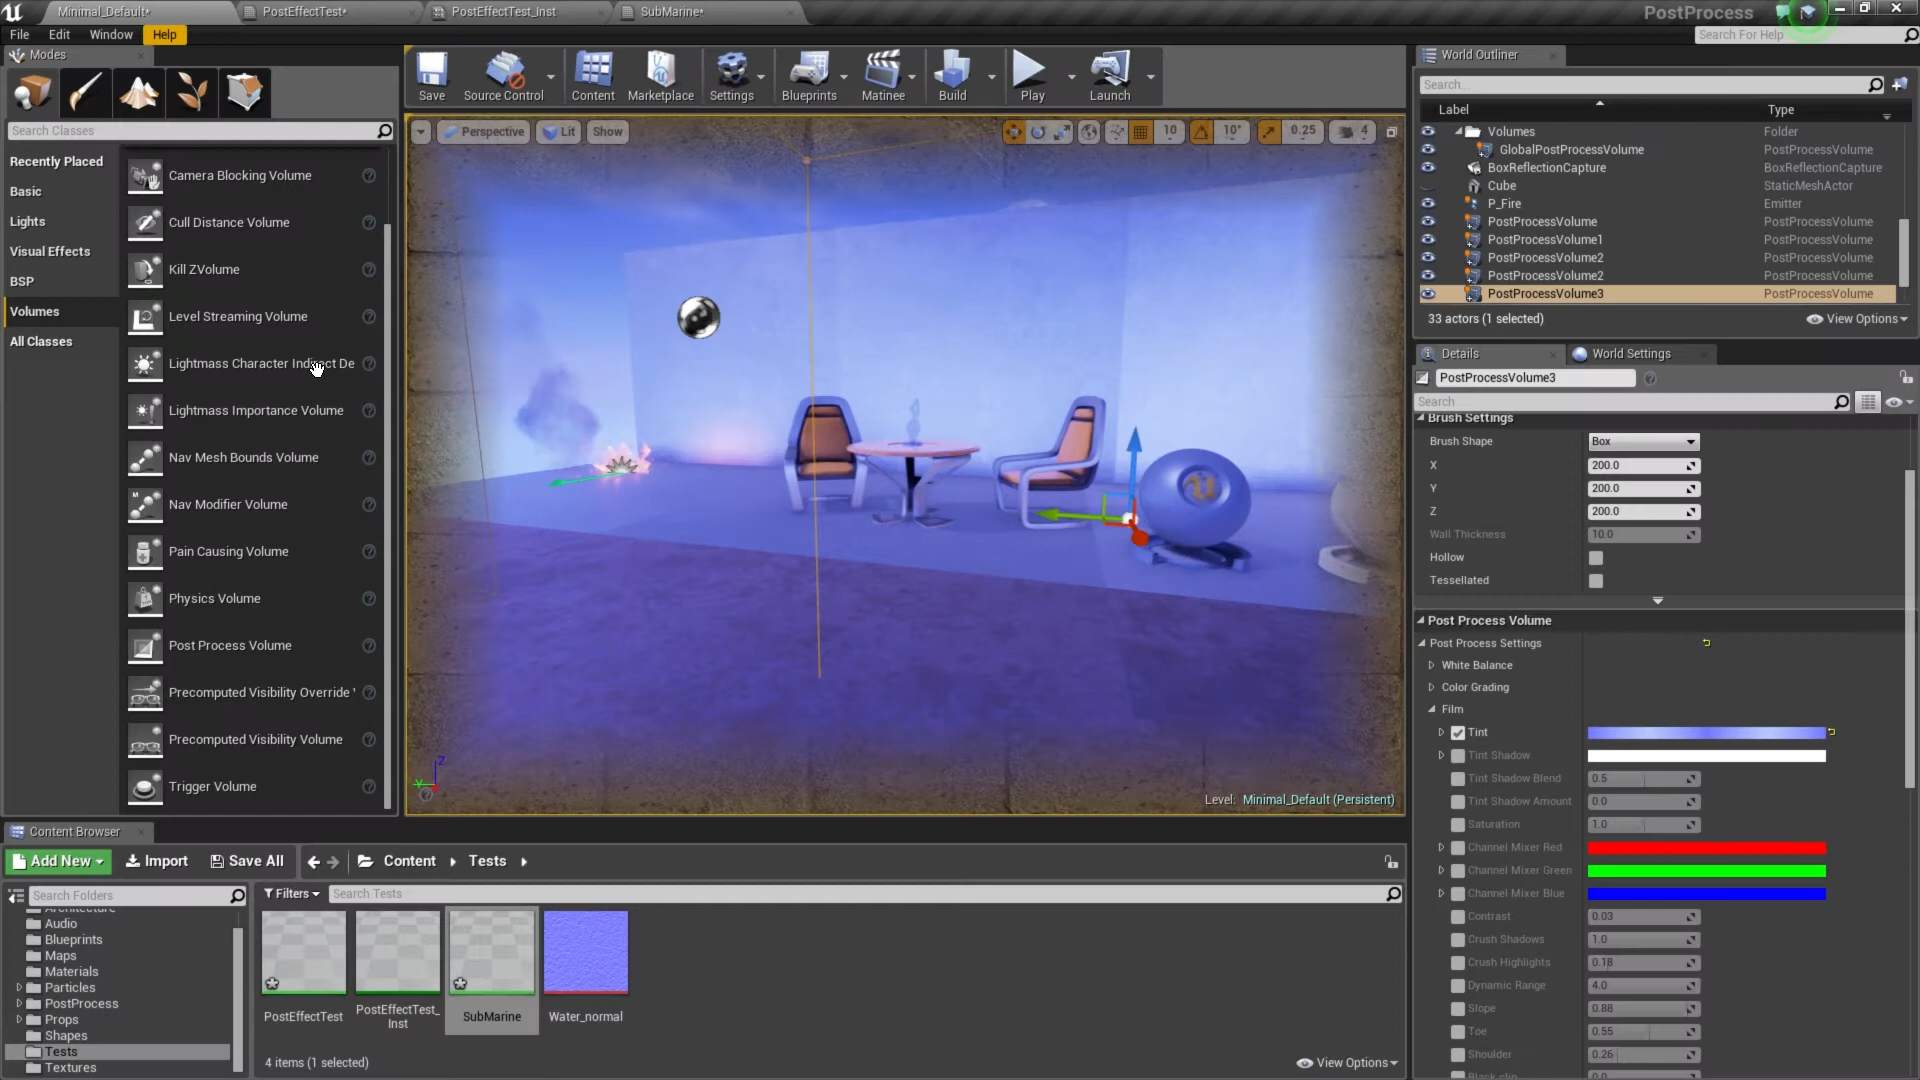 Minimal_Default*
PostEffectTest*
PostEffectTest_Inst
SubMarine*
PostProcess
File
Edit
Window
Help
Search For Help
Modes
Save
Source Control
Content
Marketplace
Settings
Blueprints
Matinee
Build
Play
Launch
Search Classes
Recently Placed
Basic
Lights
Visual Effects
BSP
Volumes
All Classes
Camera Blocking Volume
Cull Distance Volume
Kill ZVolume
Level Streaming Volume
Lightmass Character Indirect De
Lightmass Importance Volume
Nav Mesh Bounds Volume
Nav Modifier Volume
Pain Causing Volume
Physics Volume
Post Process Volume
Precomputed Visibility Override
Precomputed Visibility Volume
Trigger Volume
Perspective
Lit
Show
10
10°
0.25
4
Level: Minimal_Default (Persistent)
World Outliner
Search...
Label Type
Volumes Folder
GlobalPostProcessVolume PostProcessVolume
BoxReflectionCapture BoxReflectionCapture
Cube StaticMeshActor
P_Fire Emitter
PostProcessVolume PostProcessVolume
PostProcessVolume1 PostProcessVolume
PostProcessVolume2 PostProcessVolume
PostProcessVolume2 PostProcessVolume
PostProcessVolume3 PostProcessVolume
33 actors (1 selected)
View Options
Details
World Settings
PostProcessVolume3
Search
Brush Settings
Brush Shape Box
X 200.0
Y 200.0
Z 200.0
Wall Thickness 10.0
Hollow
Tessellated
Post Process Volume
Post Process Settings
White Balance
Color Grading
Film
Tint
Tint Shadow
Tint Shadow Blend 0.5
Tint Shadow Amount 0.0
Saturation 1.0
Channel Mixer Red
Channel Mixer Green
Channel Mixer Blue
Contrast 0.03
Crush Shadows 1.0
Crush Highlights 0.18
Dynamic Range 4.0
Slope 0.88
Toe 0.55
Shoulder 0.26
Black clip 0.0
Content Browser
Add New
Import
Save All
Content
Tests
Search Folders
Architecture
Audio
Blueprints
Maps
Materials
Particles
PostProcess
Props
Shapes
Tests
Textures
Filters
Search Tests
PostEffectTest
PostEffectTest_
Inst
SubMarine
Water_normal
4 items (1 selected)
View Options